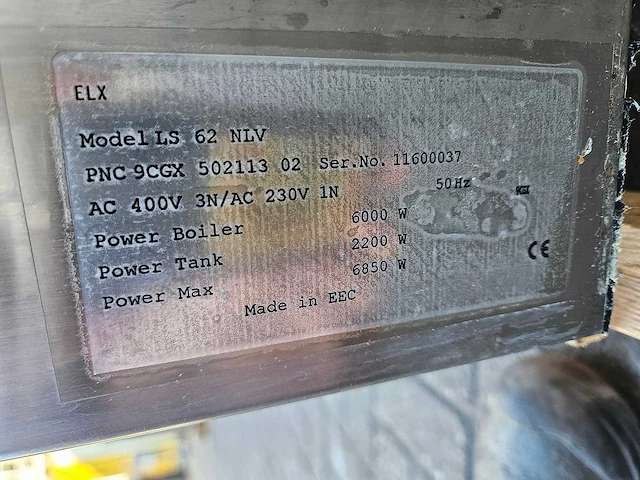 ELX
Model LS 62 NLV
PNC 9CGX 502113 02 Ser.No. 11600037
AC 400V 3N/AC 230V 1N 50Hz
Power Boiler 6000 W
Power Tank 2200 W
Power Max 6850 W
Made in EEC
CE